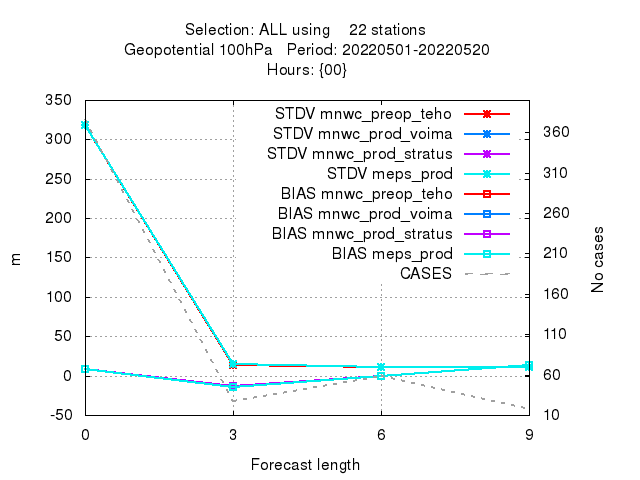 Selection: ALL using 22 stations
Geopotential 100hPa Period: 20220501-20220520
Hours: {00}
STDV mnwc_preop_teho
STDV mnwc_prod_voima
STDV mnwc_prod_stratus
STDV meps_prod
BIAS mnwc_preop_teho
BIAS mnwc_prod_voima
BIAS mnwc_prod_stratus
BIAS meps_prod
CASES
350
300
250
200
150
100
50
0
-50
m
360
310
260
210
160
110
60
10
No cases
0 3 6 9
Forecast length